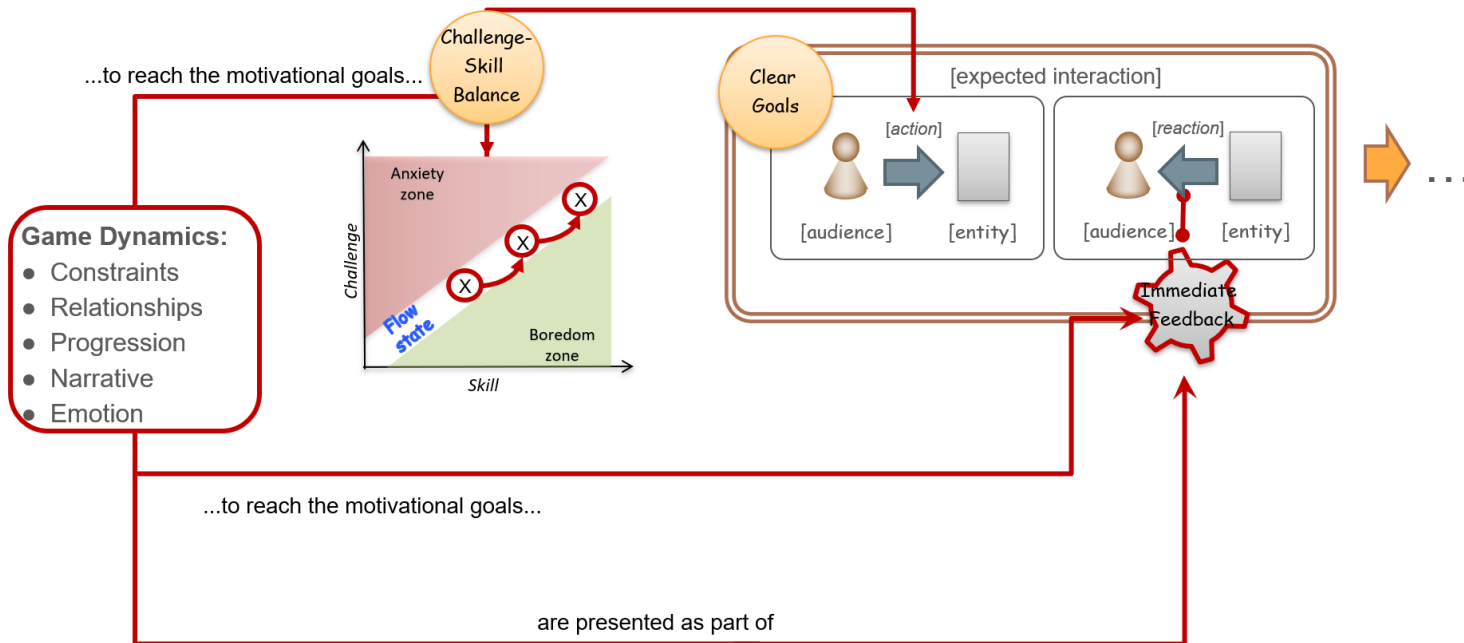 ...to reach the motivational goals...
Challenge-
Skill
Balance
Clear
Goals
[expected interaction]
[action]
[audience]
[entity]
[reaction]
[audience]
[entity]
...
Anxiety
zone
X
X
X
Challenge
Flow
state
Boredom
zone
Skill
Game Dynamics:
● Constraints
● Relationships
● Progression
● Narrative
● Emotion
Immediate
Feedback
...to reach the motivational goals...
are presented as part of